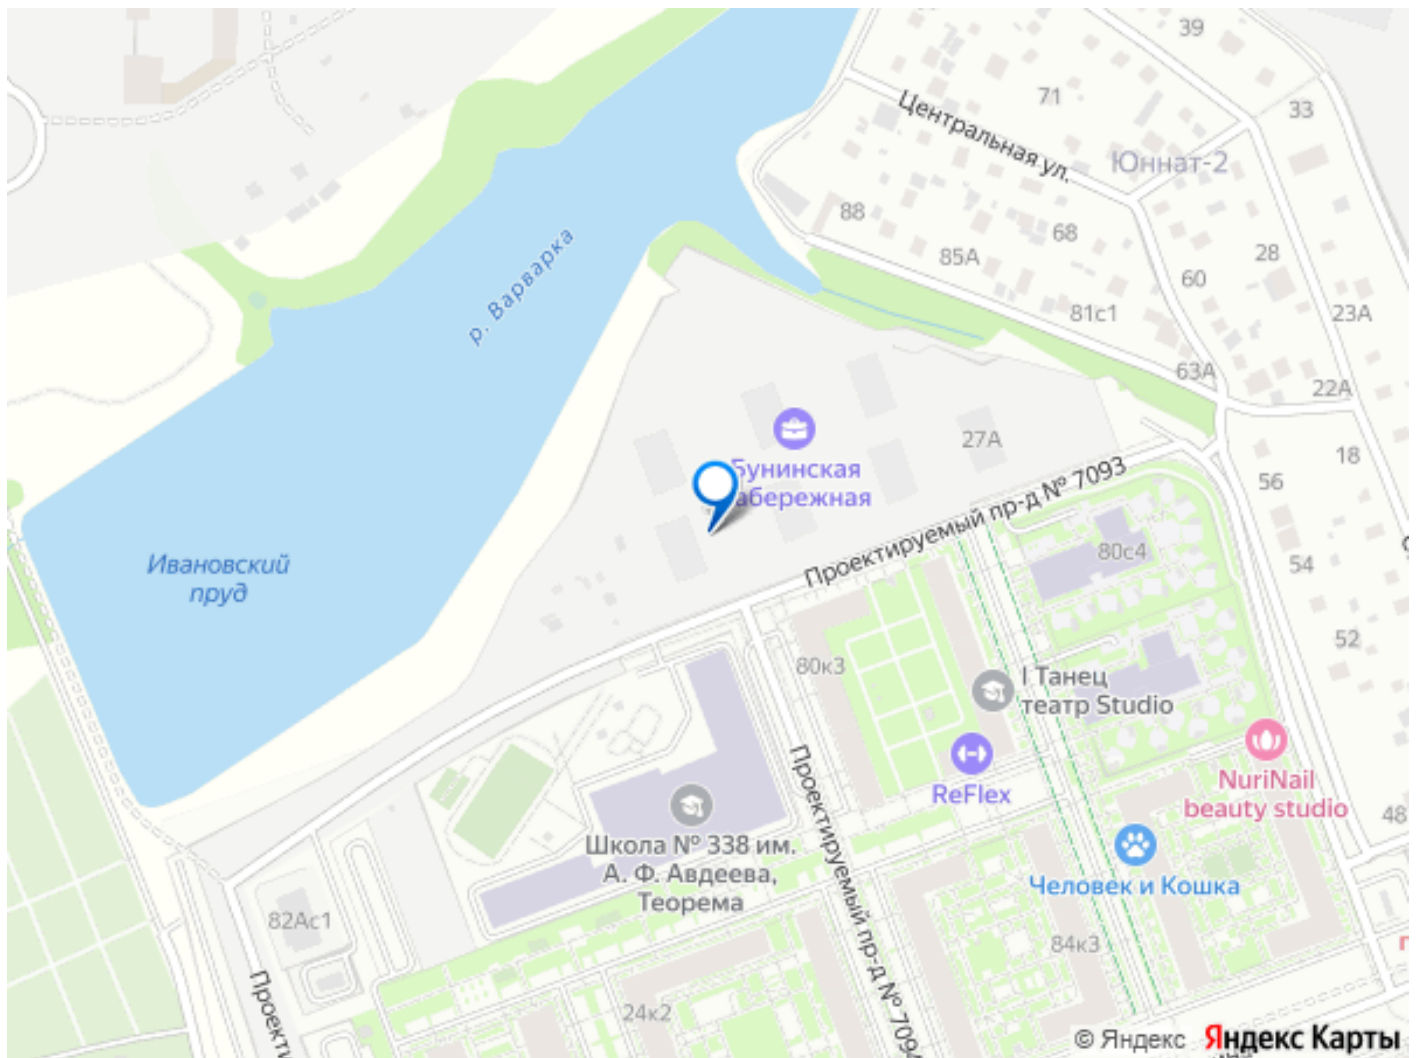 39
71
33
Центральная ул.
Юннат-2
88
68
85А
28
60
81с1
23А
р. Варварка
63А
22А
27А
Бунинская
абережная
18
56
Проектируемый пр-д № 7093
80с4
54
Ивановский
пруд
52
80к3
I Танец
театр Studio
ReFlex
NuriNail
beauty studio
48
Школа № 338 им.
А. Ф. Авдеева,
Теорема
Проектируемый пр-д № 7094
Человек и Кошка
82Ас1
84к3
24к2
Проекти
© Яндекс Яндекс Карты